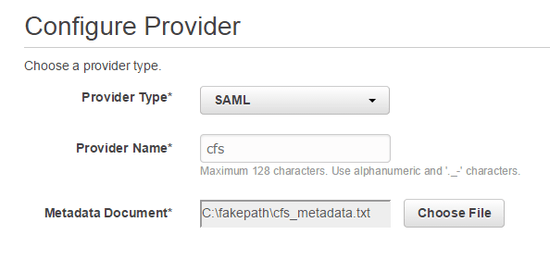 Configure Provider
Choose a provider type.
Provider Type* SAML
Provider Name* cfs
Maximum 128 characters. Use alphanumeric and '._-' characters.
Metadata Document* C:\fakepath\cfs_metadata.txt Choose File